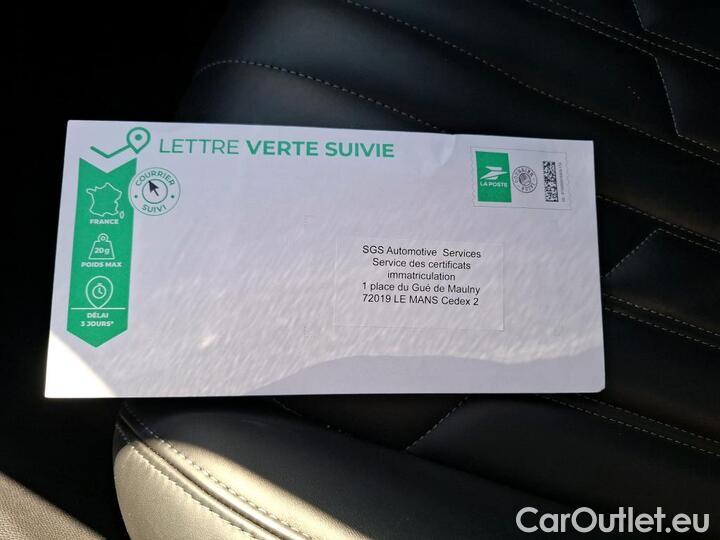 LETTRE VERTE SUIVIE
COURRIER
SUIVI
FRANCE
20g
POIDS MAX
DÉLAI
3 JOURS*
LA POSTE
SGS Automotive Services
Service des certificats
immatriculation
1 place du Gué de Maulny
72019 LE MANS Cedex 2
CarOutlet.eu